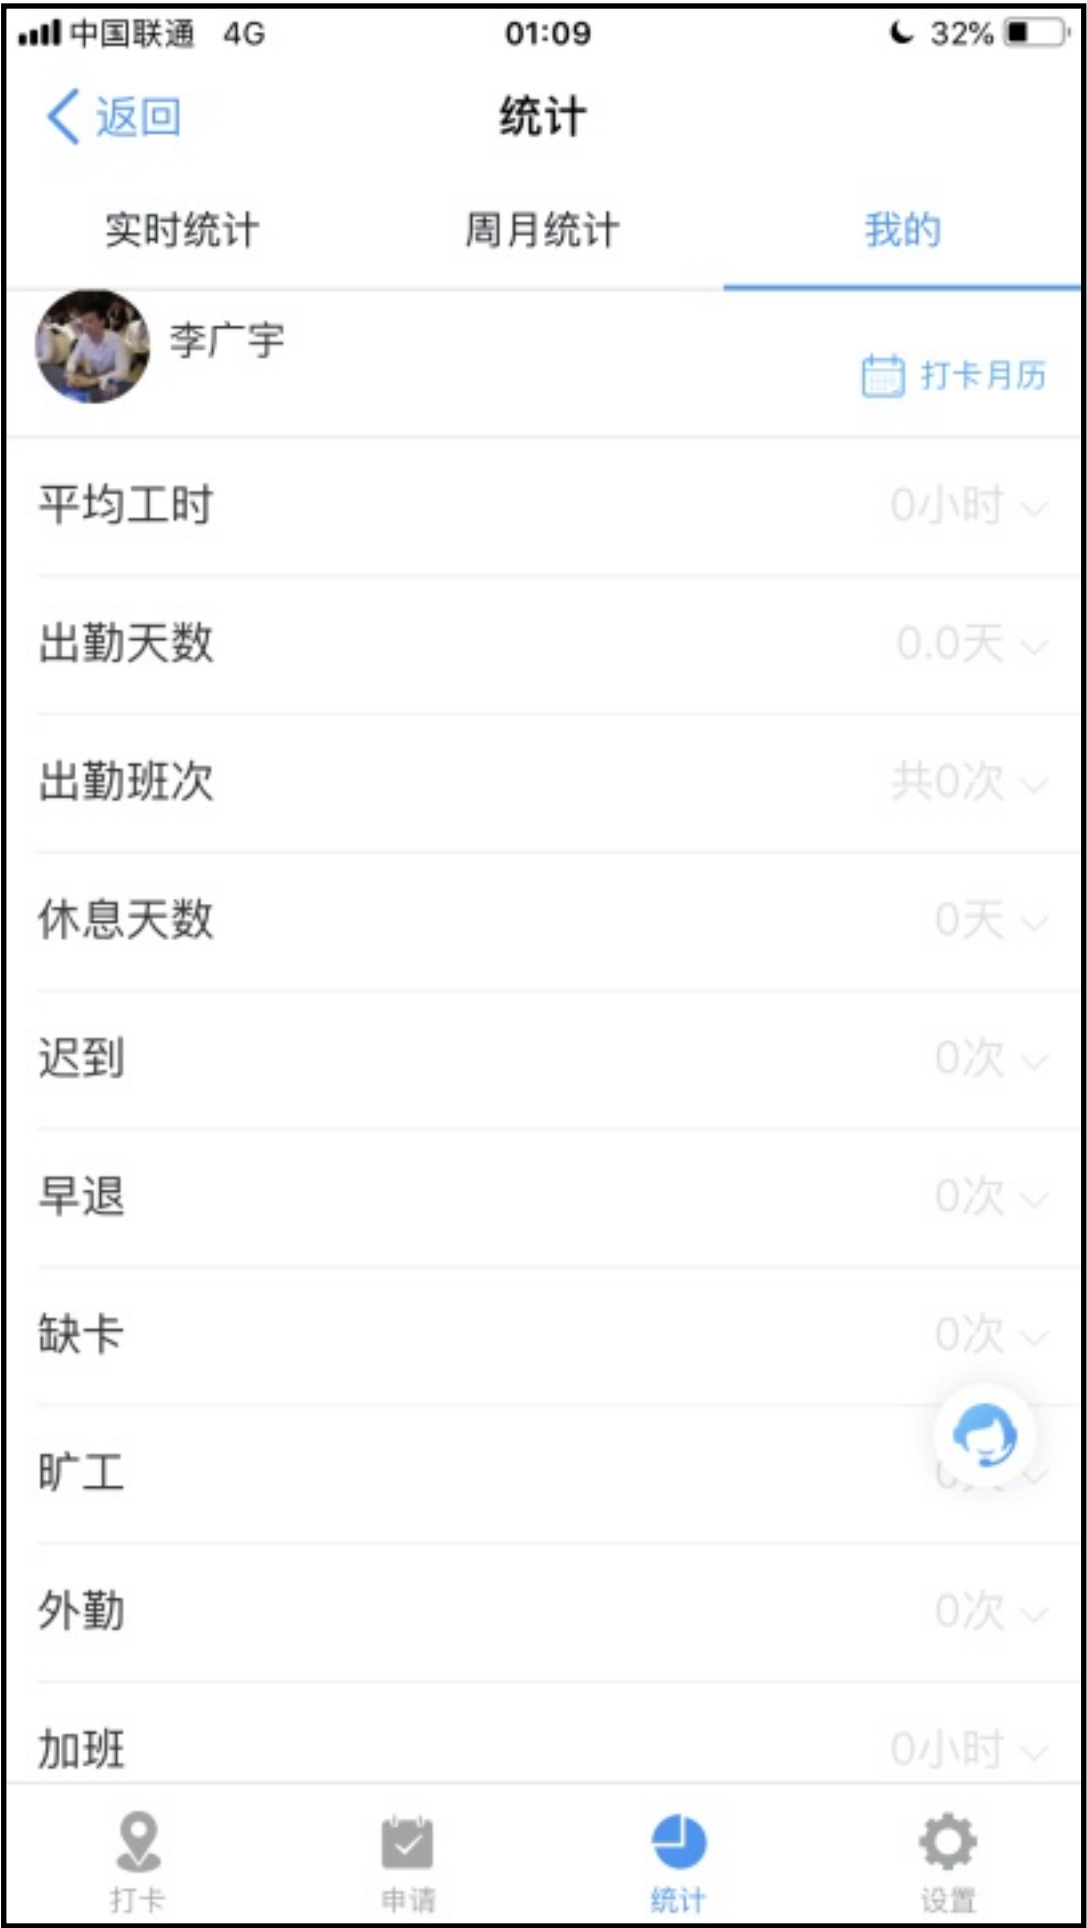 中国联通 4G 01:09 32%
返回 统计
实时统计 周月统计 我的
李广宇
打卡月历
平均工时 0小时
出勤天数 0.0天
出勤班次 共0次
休息天数 0天
迟到 0次
早退 0次
缺卡 0次
旷工
外勤 0次
加班 0小时
打卡 申请 统计 设置